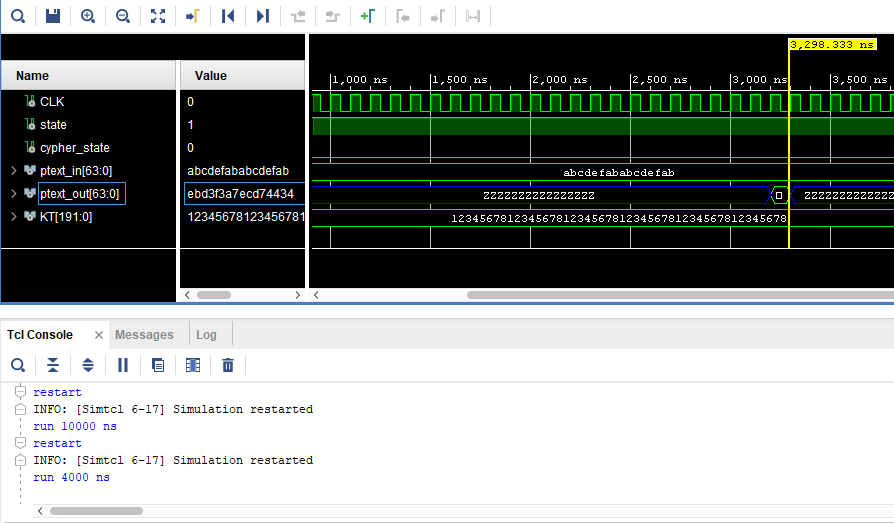 3,298.333 ns
Name Value
1,000 ns 1,500 ns 2,000 ns 2,500 ns 3,000 ns 3,500 ns
CLK 0
state 1
cypher_state 0
ptext_in[63:0] abcdefababcdefab abcdefababcdefab
ptext_out[63:0] ebd3f3a7ecd74434 ZZZZZZZZZZZZZZZZ ZZZZZZZZZZZZ
KT[191:0] 12345678123456781 123456781234567812345678123456781234567812345678
Tcl Console Messages Log
restart
INFO: [Simtcl 6-17] Simulation restarted
run 10000 ns
restart
INFO: [Simtcl 6-17] Simulation restarted
run 4000 ns